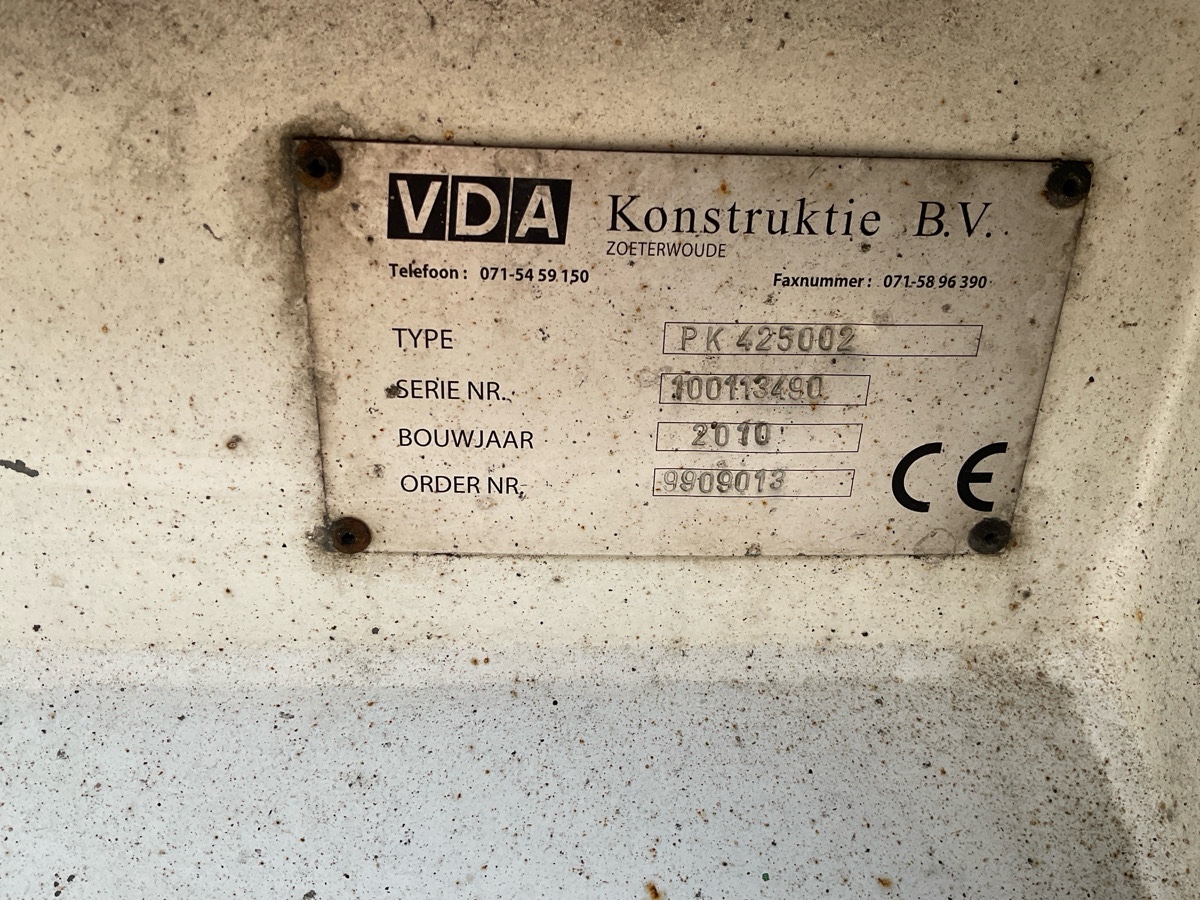 VDA Konstruktie B.V.
ZOETERWOUDE
Telefoon : 071-54 59 150 Faxnummer : 071-58 96 390
TYPE PK 425002
SERIE NR. 100113490
BOUWJAAR 2010
ORDER NR. 9909013
CE